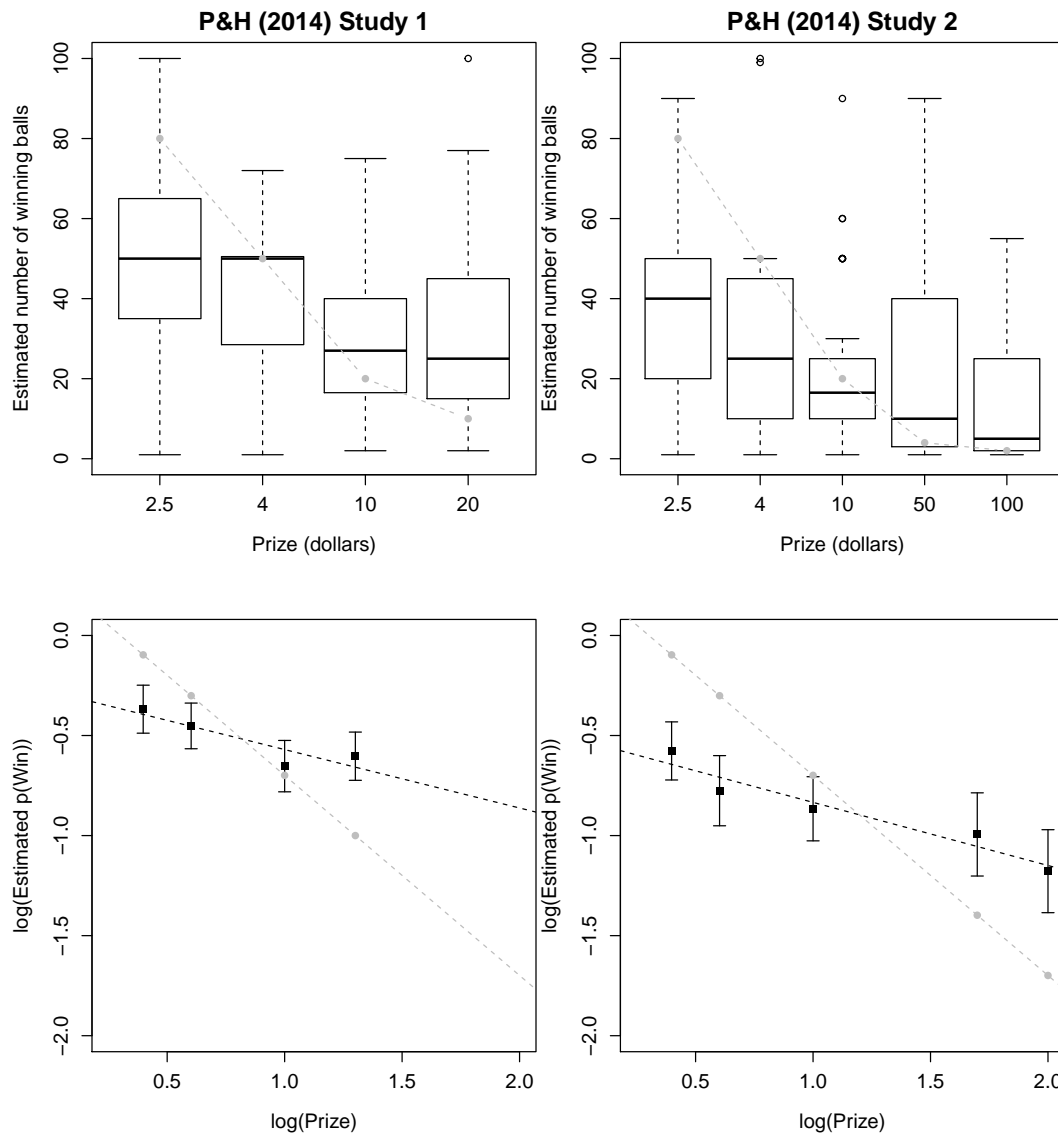 P&H (2014) Study 1
Estimated number of winning balls
100
80
60
40
20
0
2.5 4 10 20
Prize (dollars)
P&H (2014) Study 2
Estimated number of winning balls
100
80
60
40
20
0
2.5 4 10 50 100
Prize (dollars)
log(Estimated p(Win))
0.0
−0.5
−1.0
−1.5
−2.0
0.5 1.0 1.5 2.0
log(Prize)
log(Estimated p(Win))
0.0
−0.5
−1.0
−1.5
−2.0
0.5 1.0 1.5 2.0
log(Prize)